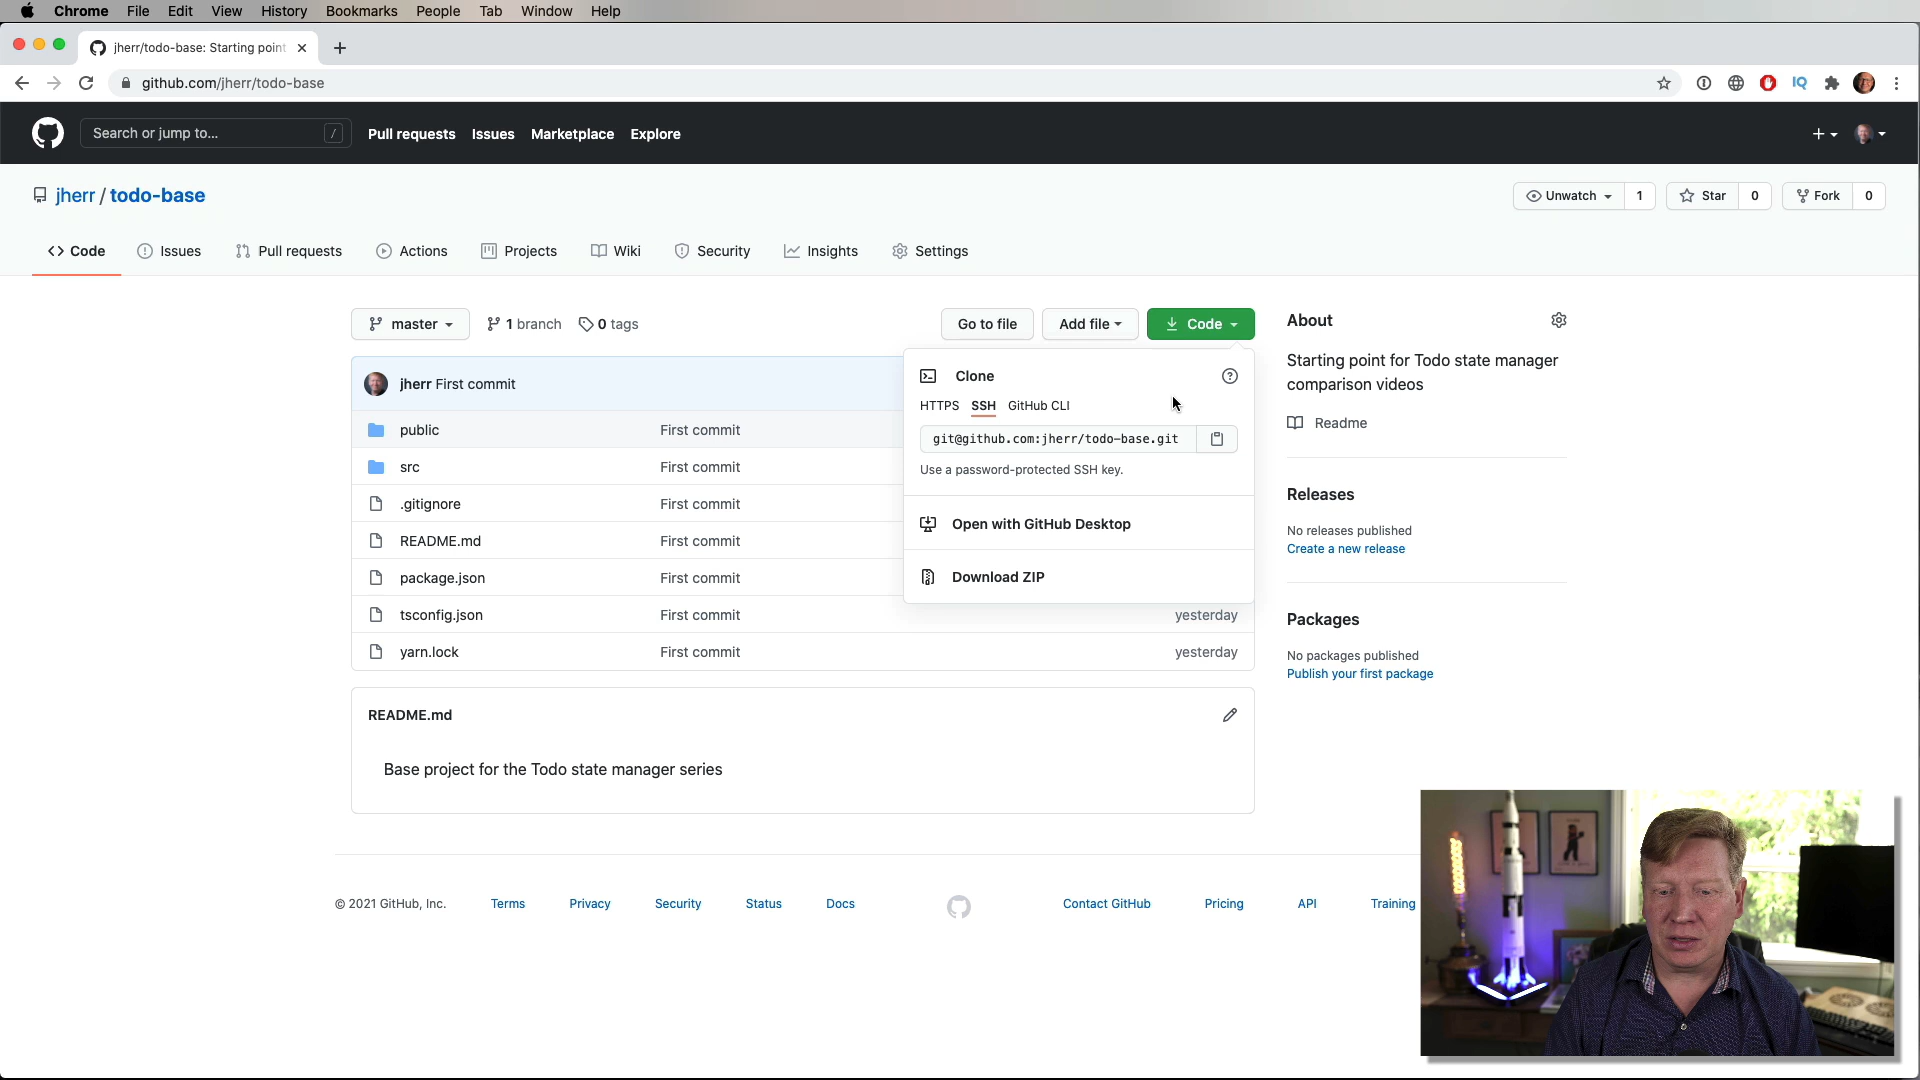 Chrome File Edit View History Bookmarks People Tab Window Help
jherr/todo-base: Starting point
github.com/jherr/todo-base
IQ
Search or jump to... /
Pull requests Issues Marketplace Explore
jherr / todo-base
Unwatch 1 Star 0 Fork 0
Code Issues Pull requests Actions Projects Wiki Security Insights Settings
master 1 branch 0 tags Go to file Add file Code
jherr First commit
public First commit
src First commit
.gitignore First commit
README.md First commit
package.json First commit
tsconfig.json First commit yesterday
yarn.lock First commit yesterday
Clone
HTTPS SSH GitHub CLI
git@github.com:jherr/todo-base.git
Use a password-protected SSH key.
Open with GitHub Desktop
Download ZIP
README.md
Base project for the Todo state manager series
About
Starting point for Todo state manager
comparison videos
Readme
Releases
No releases published
Create a new release
Packages
No packages published
Publish your first package
© 2021 GitHub, Inc. Terms Privacy Security Status Docs Contact GitHub Pricing API Training